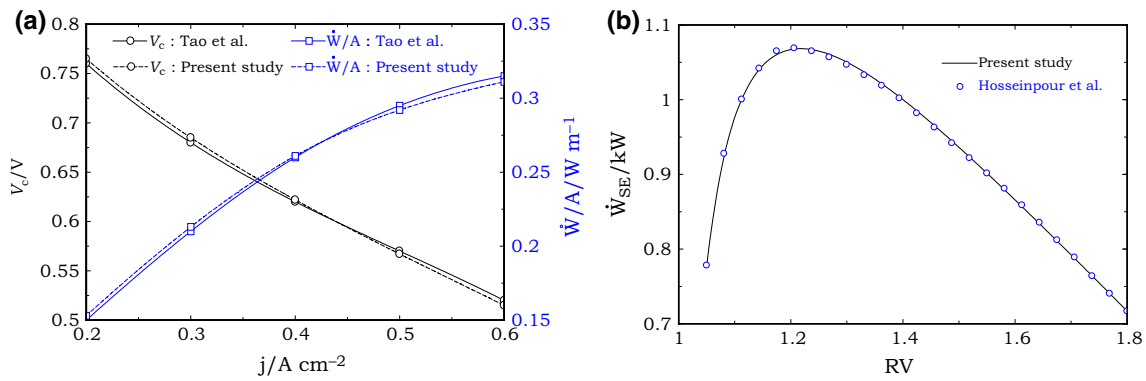 (a)
V_c : Tao et al.
Ẇ/A : Tao et al.
V_c : Present study
Ẇ/A : Present study
0.8
0.75
0.7
0.65
0.6
0.55
0.5
V_c/V
0.35
0.3
0.25
0.2
0.15
Ẇ/A/W m⁻¹
0.2
0.3
0.4
0.5
0.6
j/A cm⁻²
(b)
Present study
Hosseinpour et al.
1.1
1
0.9
0.8
0.7
Ẇ_SE/kW
1
1.2
1.4
1.6
1.8
RV